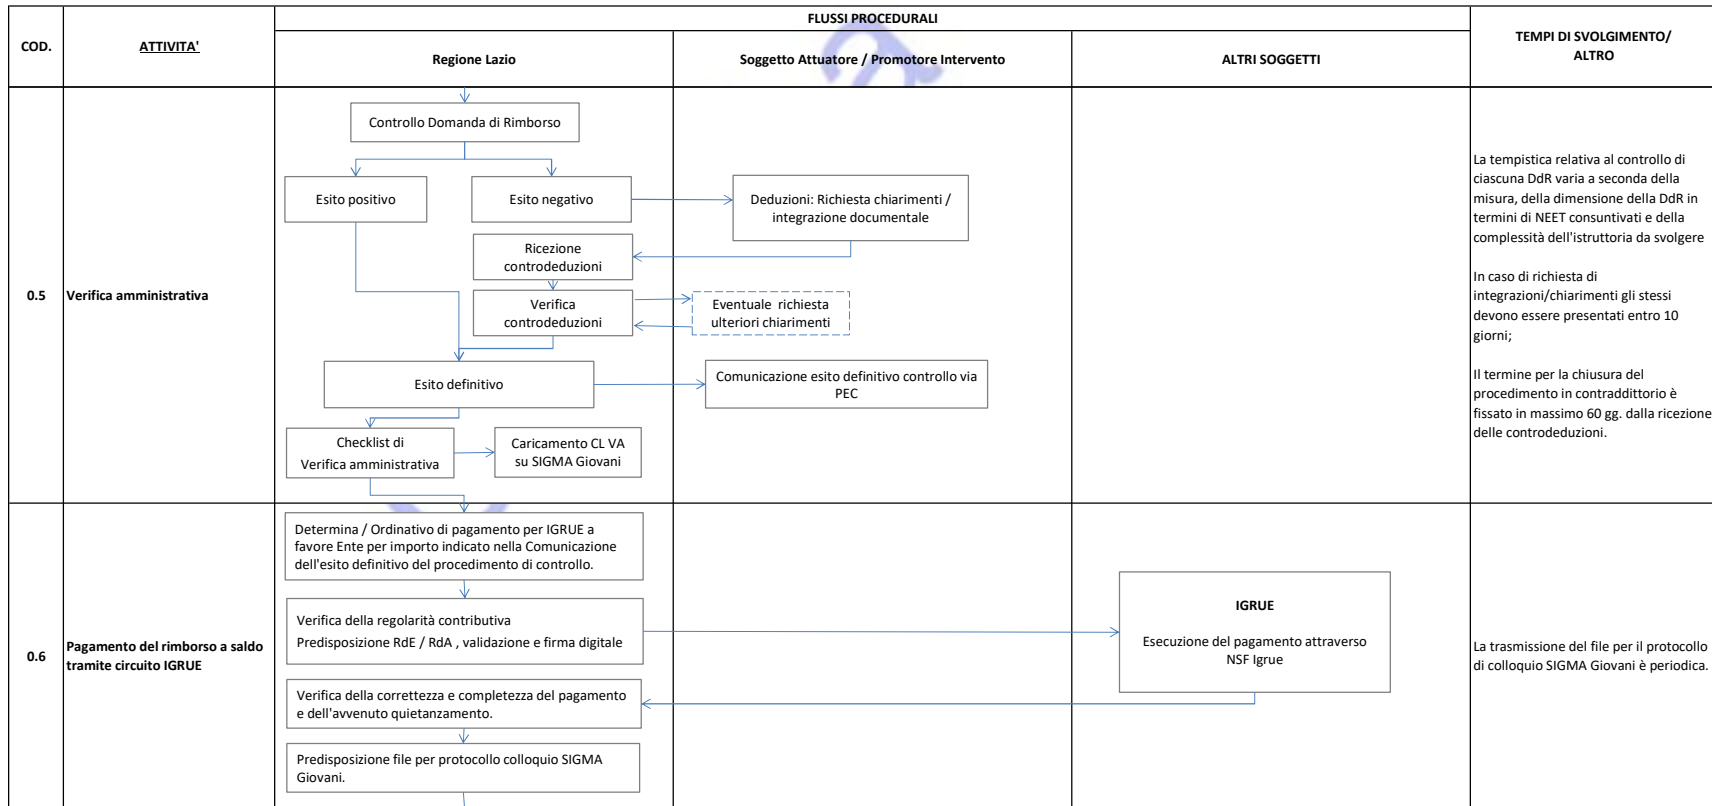 COD.
ATTIVITA'
FLUSSI PROCEDURALI
Regione Lazio
Soggetto Attuatore / Promotore Intervento
ALTRI SOGGETTI
TEMPI DI SVOLGIMENTO/
ALTRO
0.5
Verifica amministrativa
Controllo Domanda di Rimborso
Esito positivo
Esito negativo
Deduzioni: Richiesta chiarimenti /
integrazione documentale
Ricezione
controdeduzioni
Verifica
controdeduzioni
Eventuale richiesta
ulteriori chiarimenti
Esito definitivo
Comunicazione esito definitivo controllo via
PEC
Checklist di
Verifica amministrativa
Caricamento CL VA
su SIGMA Giovani
La tempistica relativa al controllo di
ciascuna DdR varia a seconda della
misura, della dimensione della DdR in
termini di NEET consuntivati e della
complessità dell'istruttoria da svolgere
In caso di richiesta di
integrazioni/chiarimenti gli stessi
devono essere presentati entro 10
giorni;
Il termine per la chiusura del
procedimento in contraddittorio è
fissato in massimo 60 gg. dalla ricezione
delle controdeduzioni.
0.6
Pagamento del rimborso a saldo
tramite circuito IGRUE
Determina / Ordinativo di pagamento per IGRUE a
favore Ente per importo indicato nella Comunicazione
dell'esito definitivo del procedimento di controllo.
Verifica della regolarità contributiva
Predisposizione RdE / RdA , validazione e firma digitale
IGRUE
Esecuzione del pagamento attraverso
NSF Igrue
Verifica della correttezza e completezza del pagamento
e dell'avvenuto quietanzamento.
Predisposizione file per protocollo colloquio SIGMA
Giovani.
La trasmissione del file per il protocollo
di colloquio SIGMA Giovani è periodica.